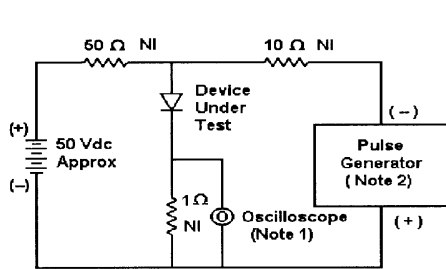 50 Ω NI
10 Ω NI
Device
Under
Test
(+)
50 Vdc
Approx
(–)
1Ω
NI
Oscilloscope
(Note 1)
(–)
Pulse
Generator
( Note 2)
(+)